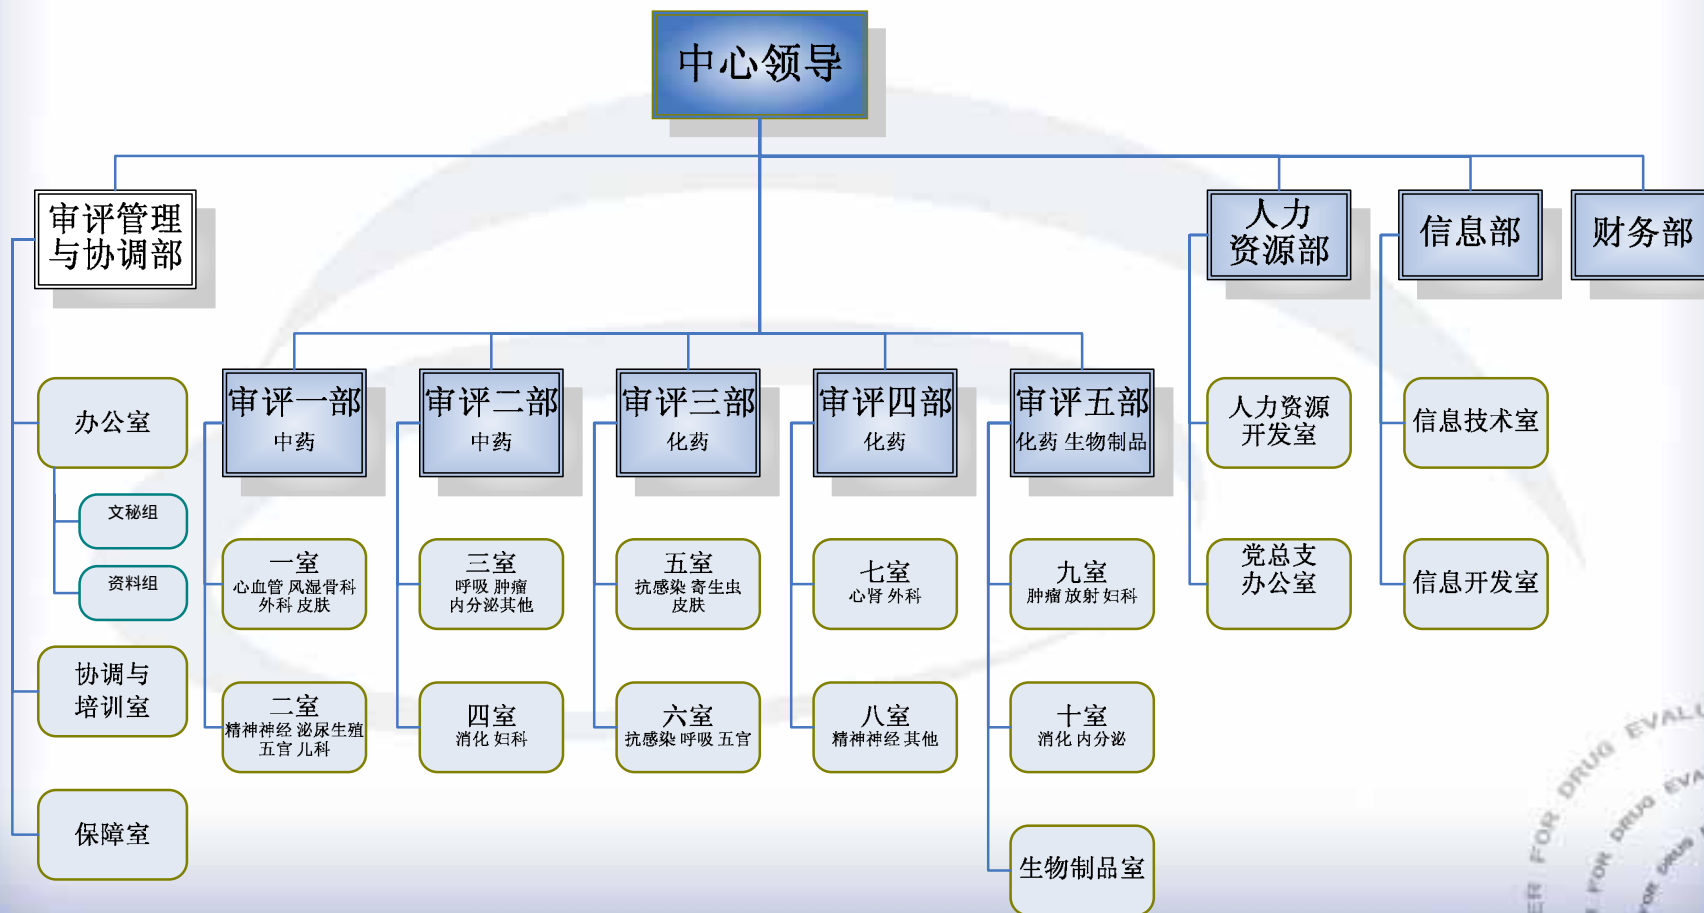 中心领导
审评管理
与协调部
人力
资源部
信息部
财务部
办公室
文秘组
资料组
协调与
培训室
保障室
审评一部
中药
一室
心血管 风湿骨科
外科 皮肤
二室
精神神经 泌尿生殖
五官 儿科
审评二部
中药
三室
呼吸 肿瘤
内分泌其他
四室
消化 妇科
审评三部
化药
五室
抗感染 寄生虫
皮肤
六室
抗感染 呼吸 五官
审评四部
化药
七室
心肾 外科
八室
精神神经 其他
审评五部
化药 生物制品
九室
肿瘤 放射 妇科
十室
消化 内分泌
生物制品室
人力资源
开发室
党总支
办公室
信息技术室
信息开发室
FOR DRUG
FOR DRUG
FOR DRUG